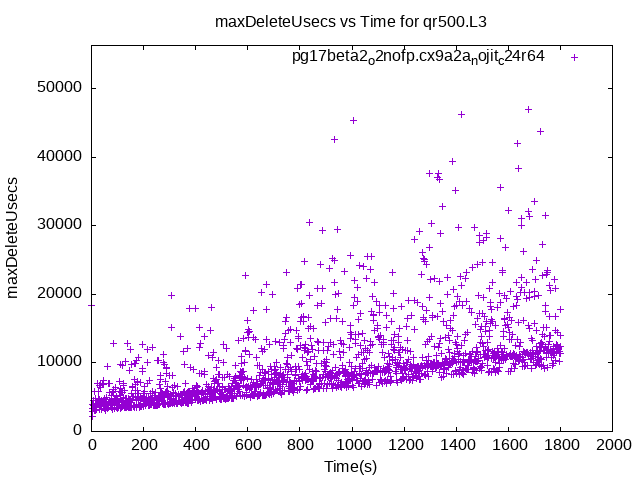 maxDeleteUsecs vs Time for qr500.L3
pg17beta2o2nofp.cx9a2anojitc24r64
50000
40000
30000
20000
10000
0
maxDeleteUsecs
0 200 400 600 800 1000 1200 1400 1600 1800 2000
Time(s)